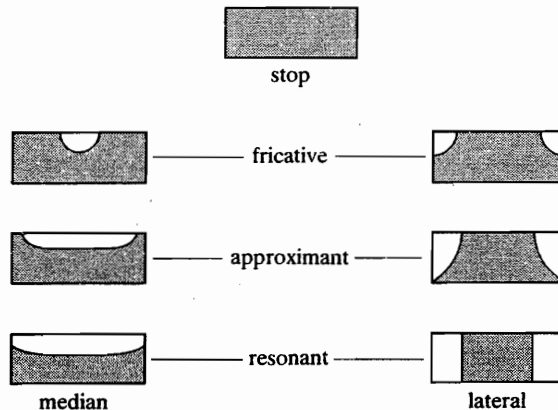 stop
fricative
approximant
resonant
median lateral